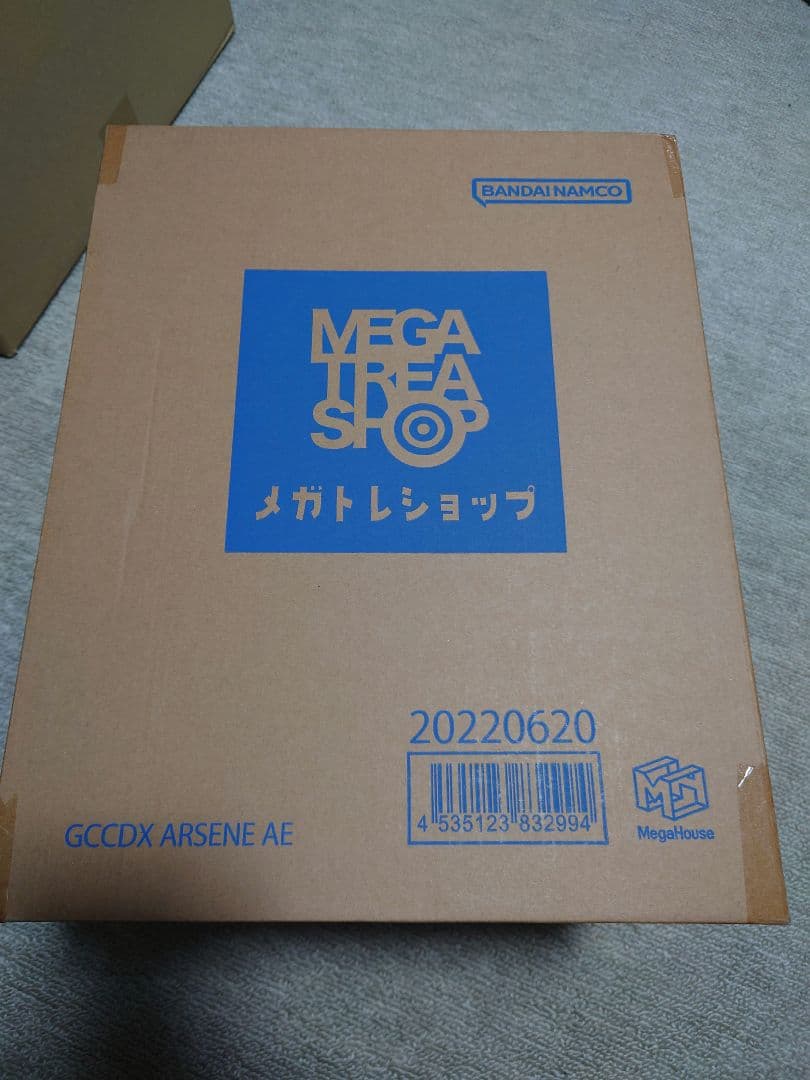 BANDAI NAMCO
MEGA
TREA
SHOP
メガトレショップ
20220620
4 535123 832994
GCCDX ARSENE AE
MegaHouse